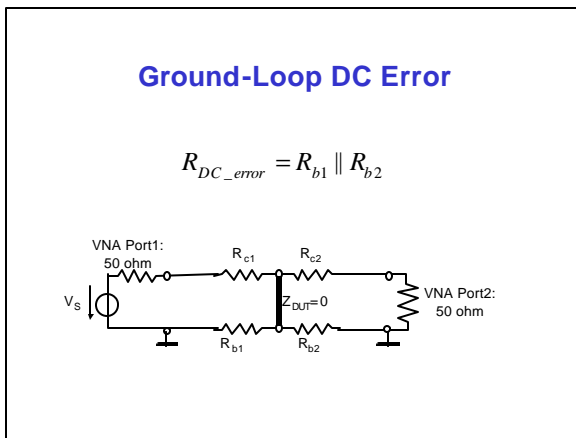 Ground-Loop DC Error
R_DC_error = R_b1 || R_b2
VNA Port1:
50 ohm
R_c1
R_c2
V_S
Z_DUT=0
VNA Port2:
50 ohm
R_b1
R_b2